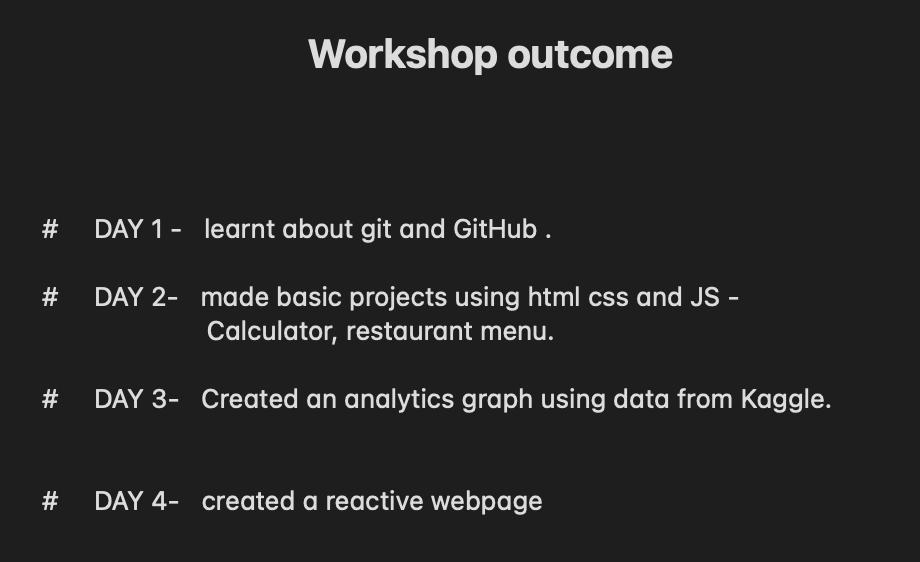 Workshop outcome
# DAY 1 - learnt about git and GitHub .
# DAY 2- made basic projects using html css and JS -
Calculator, restaurant menu.
# DAY 3- Created an analytics graph using data from Kaggle.
# DAY 4- created a reactive webpage